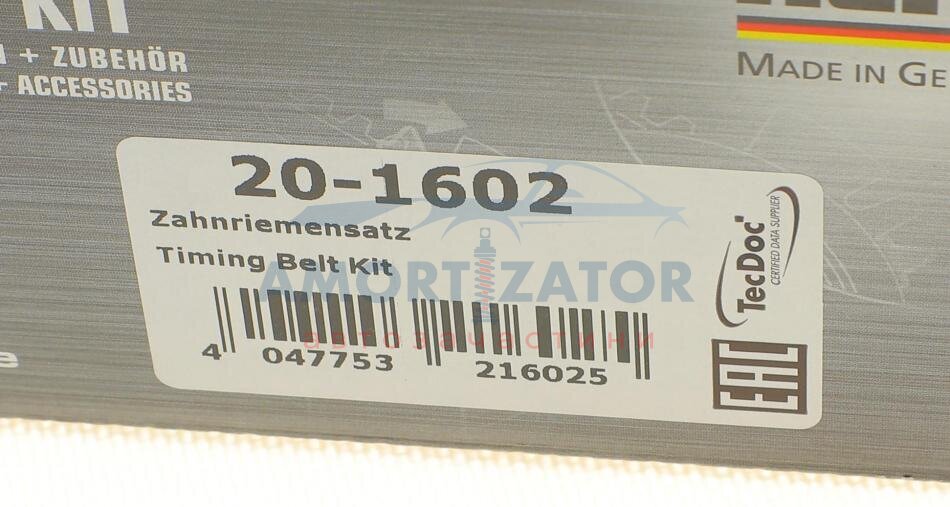 KIT
+ ZUBEHÖR
+ ACCESSORIES
MADE IN GE
20-1602
Zahnriemensatz
Timing Belt Kit
AMORTIZATOR
автозапчастини
4 047753 216025
TecDoc
CERTIFIED DATA SUPPLIER
EAC